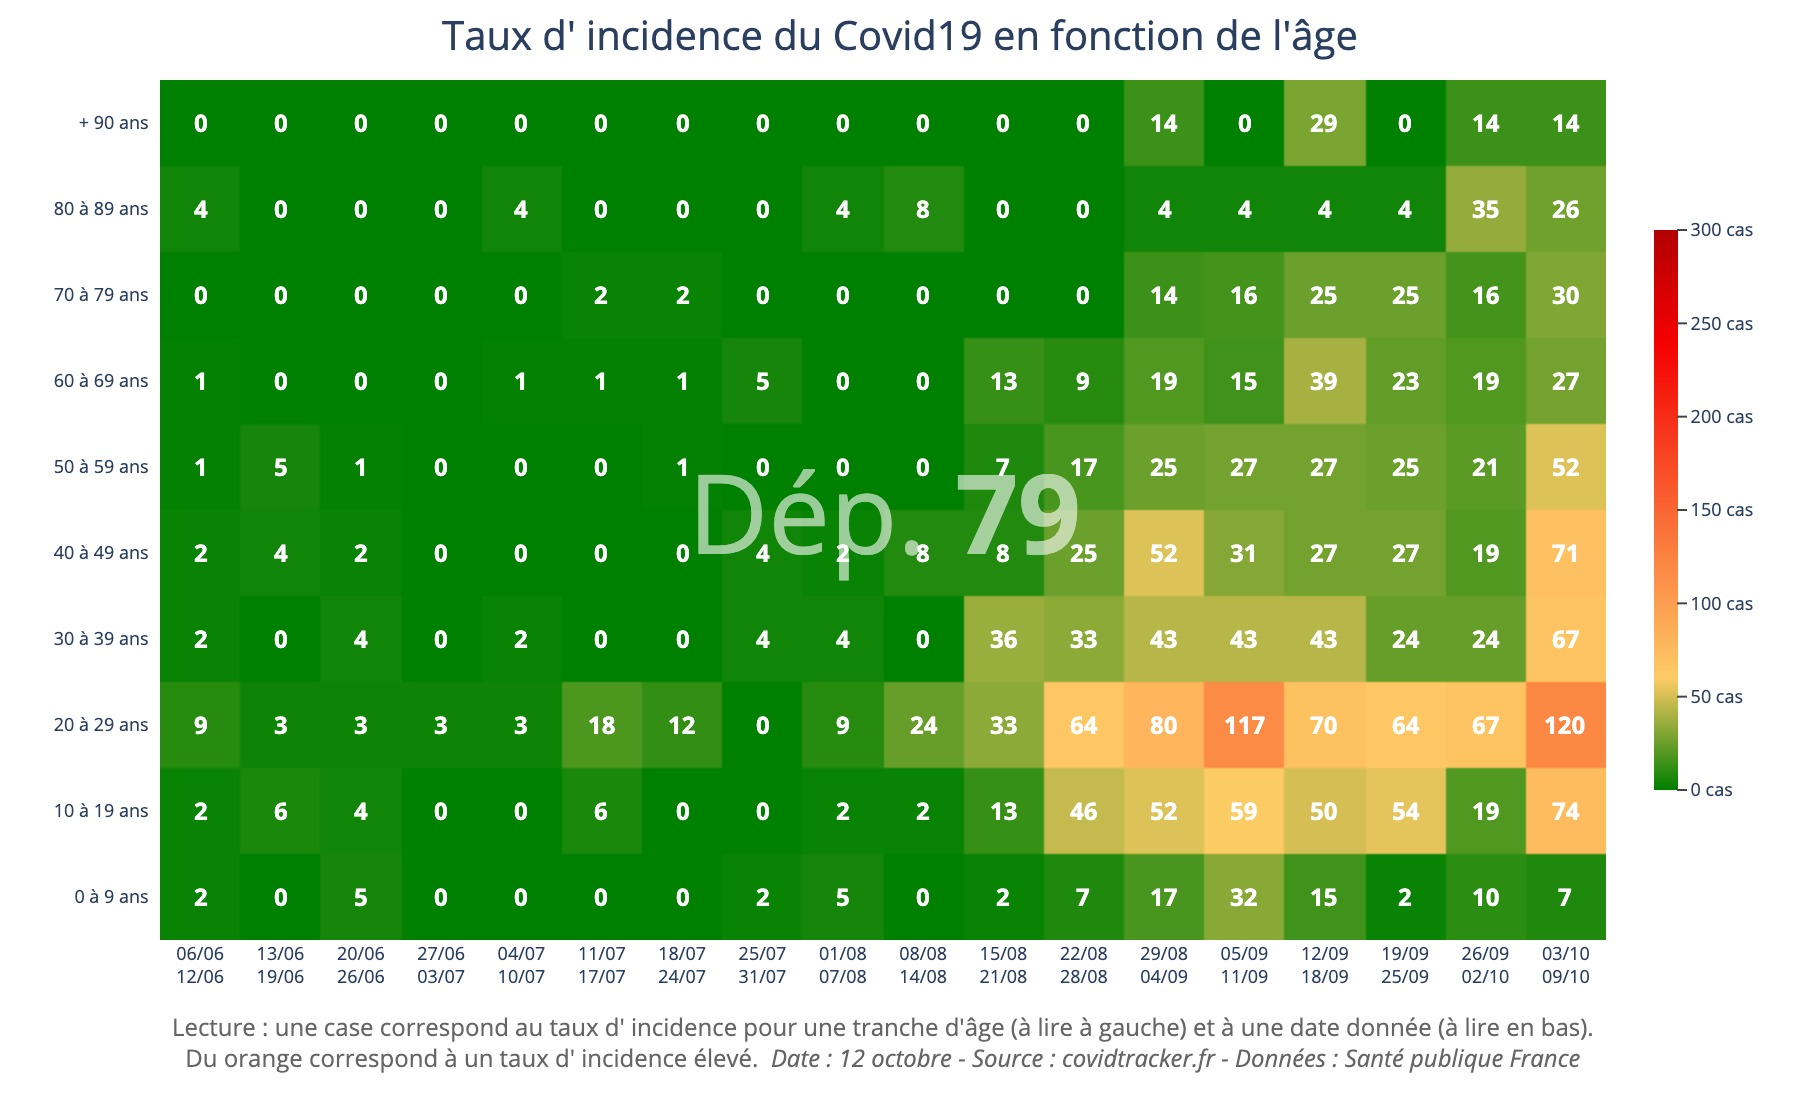 Taux d' incidence du Covid19 en fonction de l'âge
+ 90 ans 0 0 0 0 0 0 0 0 0 0 0 0 14 0 29 0 14 14
80 à 89 ans 4 0 0 0 4 0 0 0 4 8 0 0 4 4 4 4 35 26
70 à 79 ans 0 0 0 0 0 2 2 0 0 0 0 0 14 16 25 25 16 30
60 à 69 ans 1 0 0 0 1 1 1 5 0 0 13 9 19 15 39 23 19 27
50 à 59 ans 1 5 1 0 0 0 1 0 0 0 7 17 25 27 27 25 21 52
Dép. 79
40 à 49 ans 2 4 2 0 0 0 0 4 2 8 8 25 52 31 27 27 19 71
30 à 39 ans 2 0 4 0 2 0 0 4 4 0 36 33 43 43 43 24 24 67
20 à 29 ans 9 3 3 3 3 18 12 0 9 24 33 64 80 117 70 64 67 120
10 à 19 ans 2 6 4 0 0 6 0 0 2 2 13 46 52 59 50 54 19 74
0 à 9 ans 2 0 5 0 0 0 0 2 5 0 2 7 17 32 15 2 10 7
06/06 13/06 20/06 27/06 04/07 11/07 18/07 25/07 01/08 08/08 15/08 22/08 29/08 05/09 12/09 19/09 26/09 03/10
12/06 19/06 26/06 03/07 10/07 17/07 24/07 31/07 07/08 14/08 21/08 28/08 04/09 11/09 18/09 25/09 02/10 09/10
300 cas
250 cas
200 cas
150 cas
100 cas
50 cas
0 cas
Lecture : une case correspond au taux d' incidence pour une tranche d'âge (à lire à gauche) et à une date donnée (à lire en bas).
Du orange correspond à un taux d' incidence élevé. Date : 12 octobre - Source : covidtracker.fr - Données : Santé publique France